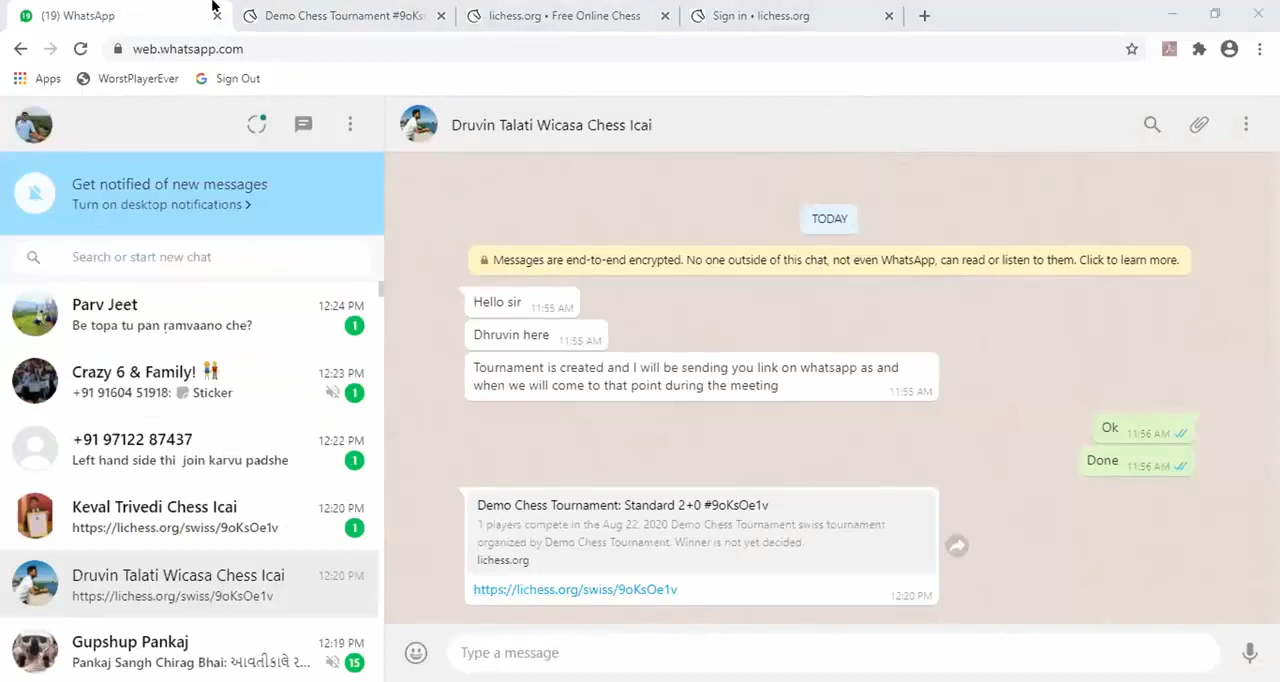 (19) WhatsApp
Demo Chess Tournament #9oKs
lichess.org • Free Online Chess
Sign in • lichess.org
web.whatsapp.com
Apps
WorstPlayerEver
Sign Out
Druvin Talati Wicasa Chess Icai
Get notified of new messages
Turn on desktop notifications >
Search or start new chat
Parv Jeet 12:24 PM
Be topa tu pan ramvaano che? 1
Crazy 6 & Family! 12:23 PM
+91 91604 51918: Sticker 1
+91 97122 87437 12:22 PM
Left hand side thi join karvu padshe 1
Keval Trivedi Chess Icai 12:20 PM
https://lichess.org/swiss/9oKsOe1v 1
Druvin Talati Wicasa Chess Icai 12:20 PM
https://lichess.org/swiss/9oKsOe1v
Gupshup Pankaj 12:19 PM
Pankaj Sangh Chirag Bhai: આવતીકાલે ર... 15
TODAY
Messages are end-to-end encrypted. No one outside of this chat, not even WhatsApp, can read or listen to them. Click to learn more.
Hello sir 11:55 AM
Dhruvin here 11:55 AM
Tournament is created and I will be sending you link on whatsapp as and
when we will come to that point during the meeting 11:55 AM
Ok 11:56 AM
Done 11:56 AM
Demo Chess Tournament: Standard 2+0 #9oKsOe1v
1 players compete in the Aug 22, 2020 Demo Chess Tournament swiss tournament
organized by Demo Chess Tournament. Winner is not yet decided.
lichess.org
https://lichess.org/swiss/9oKsOe1v
12:20 PM
Type a message